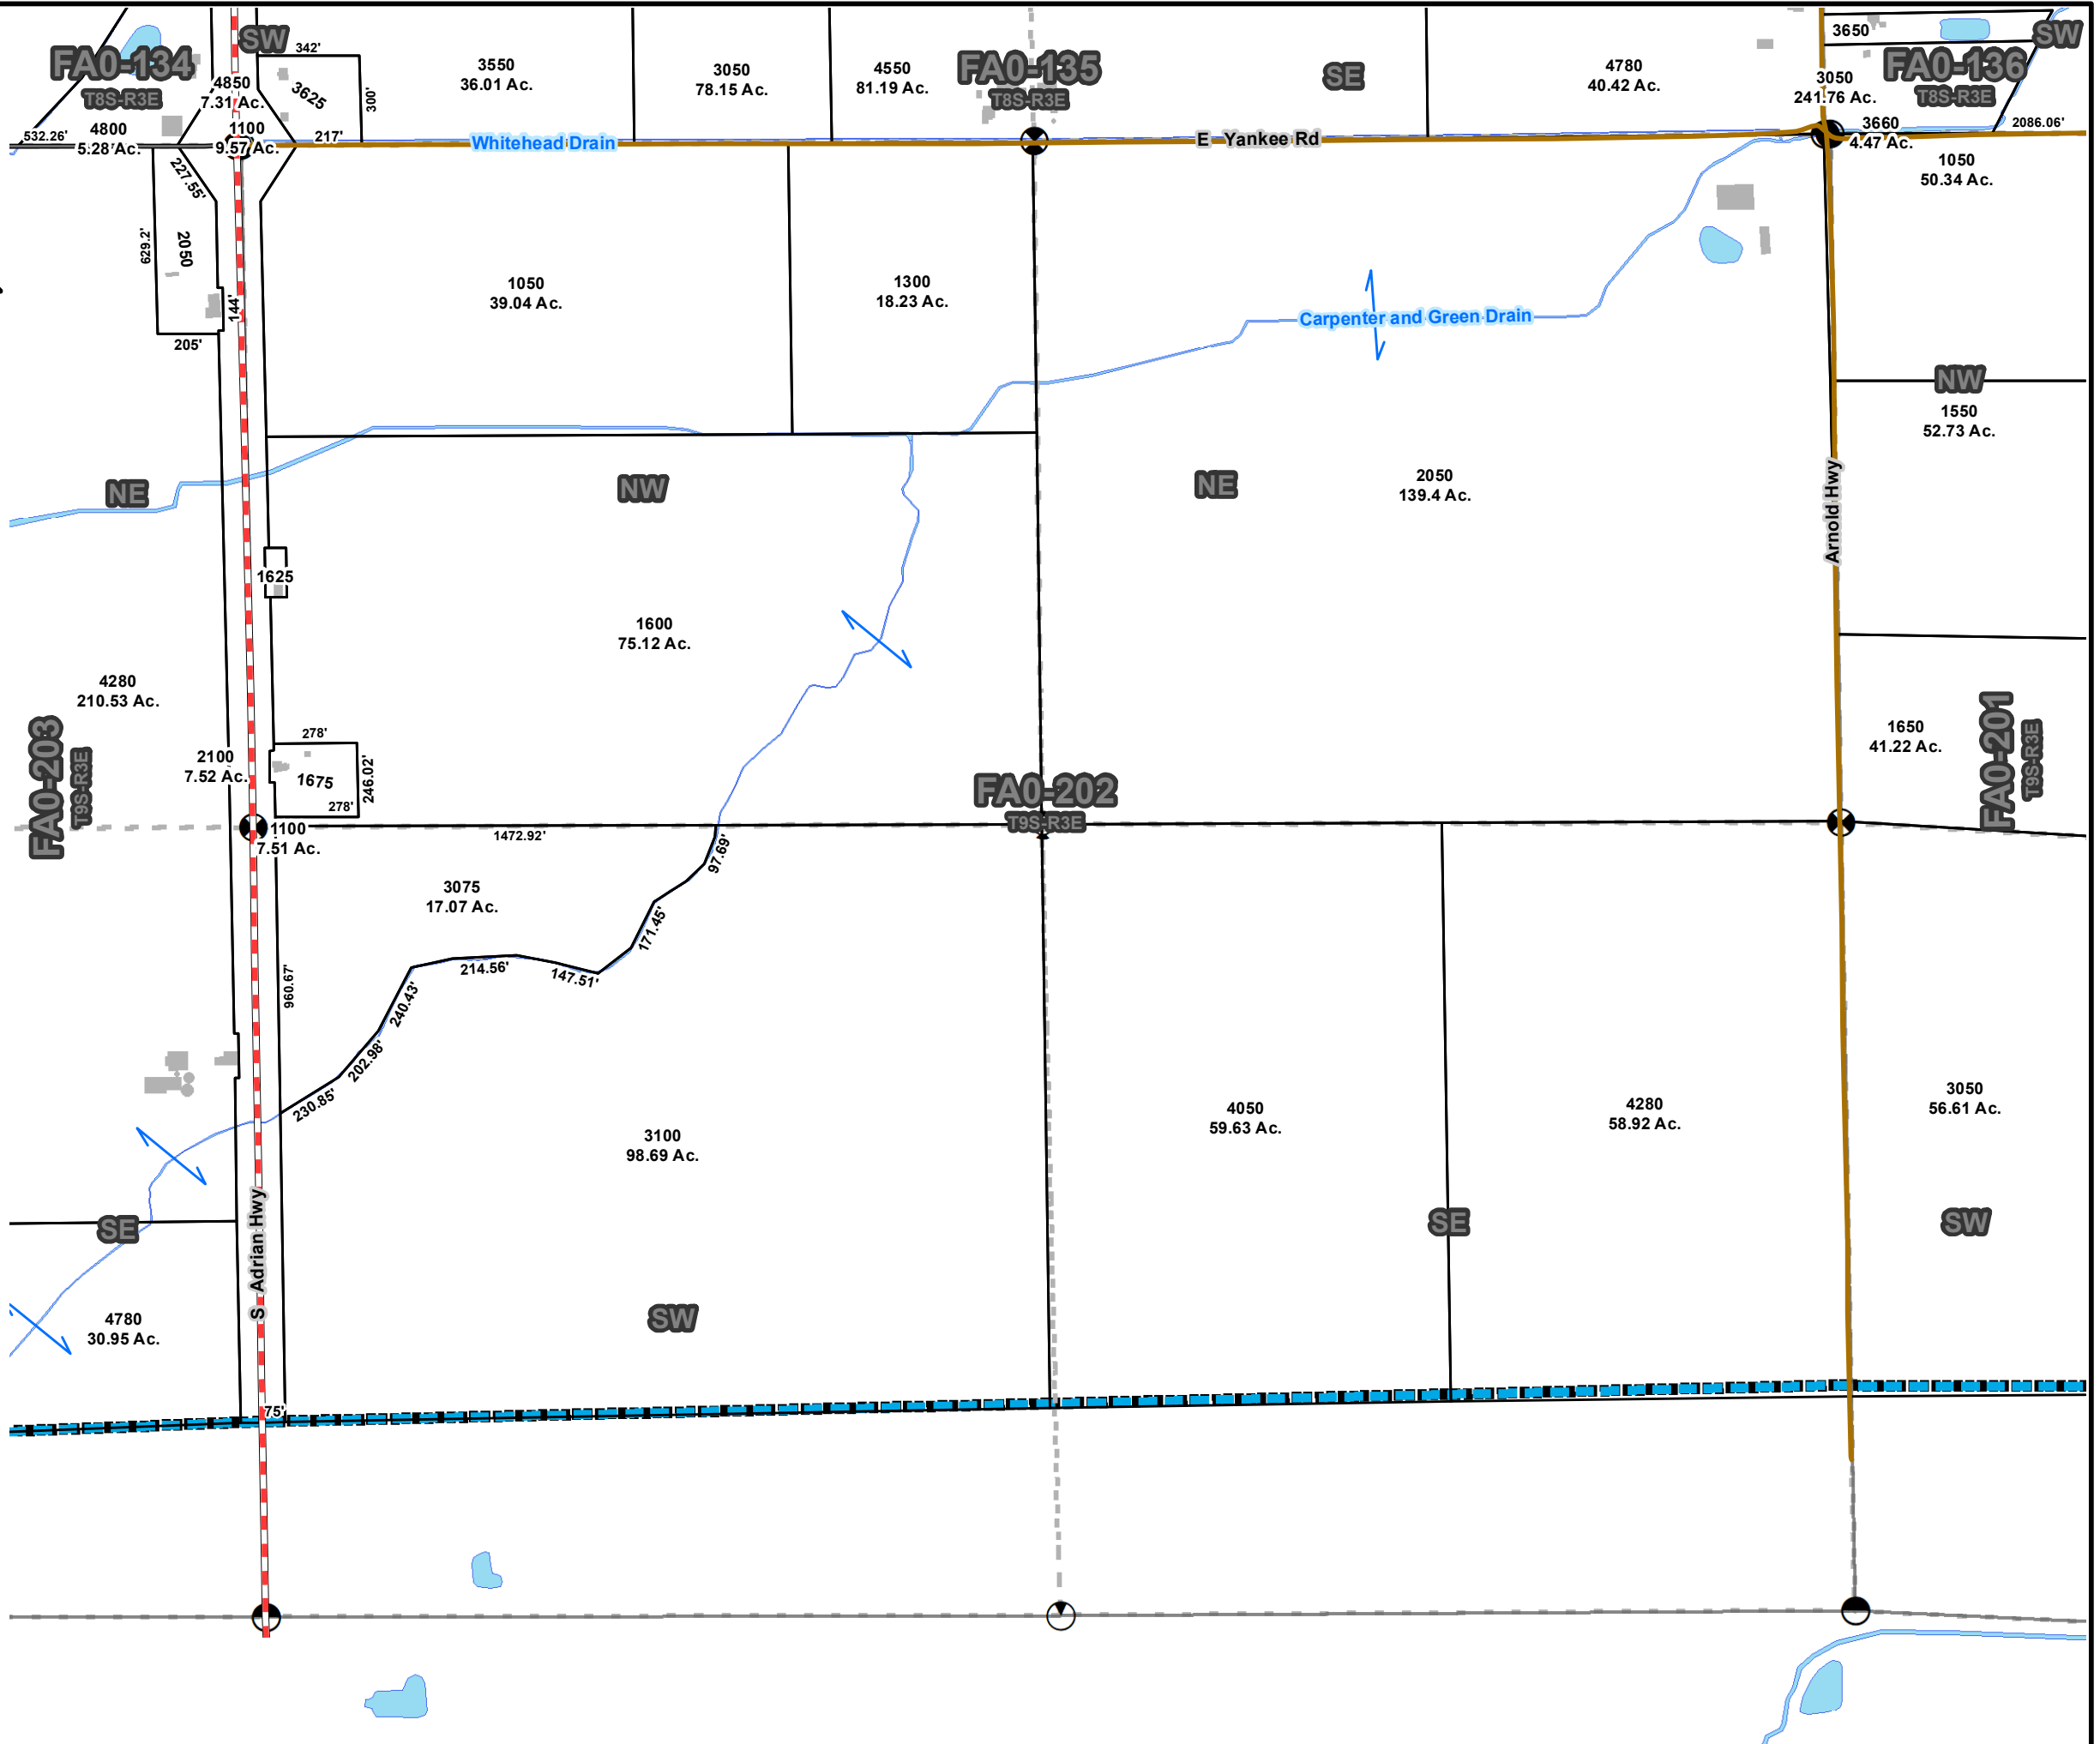 SW
342'
FA0-134
T8S-R3E
4850
7.31 Ac.
3625
300'
3550
36.01 Ac.
3050
78.15 Ac.
4550
81.19 Ac.
FA0-135
T8S-R3E
SE
4780
40.42 Ac.
3050
241.76 Ac.
3650
SW
FA0-136
T8S-R3E
532.26'
4800
5.28 Ac.
1100
9.57 Ac.
217'
Whitehead Drain
E Yankee Rd
3660
4.47 Ac.
2086.06'
1050
50.34 Ac.
227.55'
629.2'
2050
144'
205'
1050
39.04 Ac.
1300
18.23 Ac.
Carpenter and Green Drain
NW
1550
52.73 Ac.
NE
NW
NE
2050
139.4 Ac.
Arnold Hwy
1625
1600
75.12 Ac.
4280
210.53 Ac.
FA0-203
T9S-R3E
2100
7.52 Ac.
278'
1675
246.02'
278'
FA0-202
T9S-R3E
1650
41.22 Ac.
FA0-201
T9S-R3E
1100
7.51 Ac.
1472.92'
97.69'
3075
17.07 Ac.
171.45'
214.56'
147.51'
960.67'
240.43'
202.98'
230.85'
3100
98.69 Ac.
4050
59.63 Ac.
4280
58.92 Ac.
3050
56.61 Ac.
SE
S Adrian Hwy
SE
SW
4780
30.95 Ac.
SW
75'